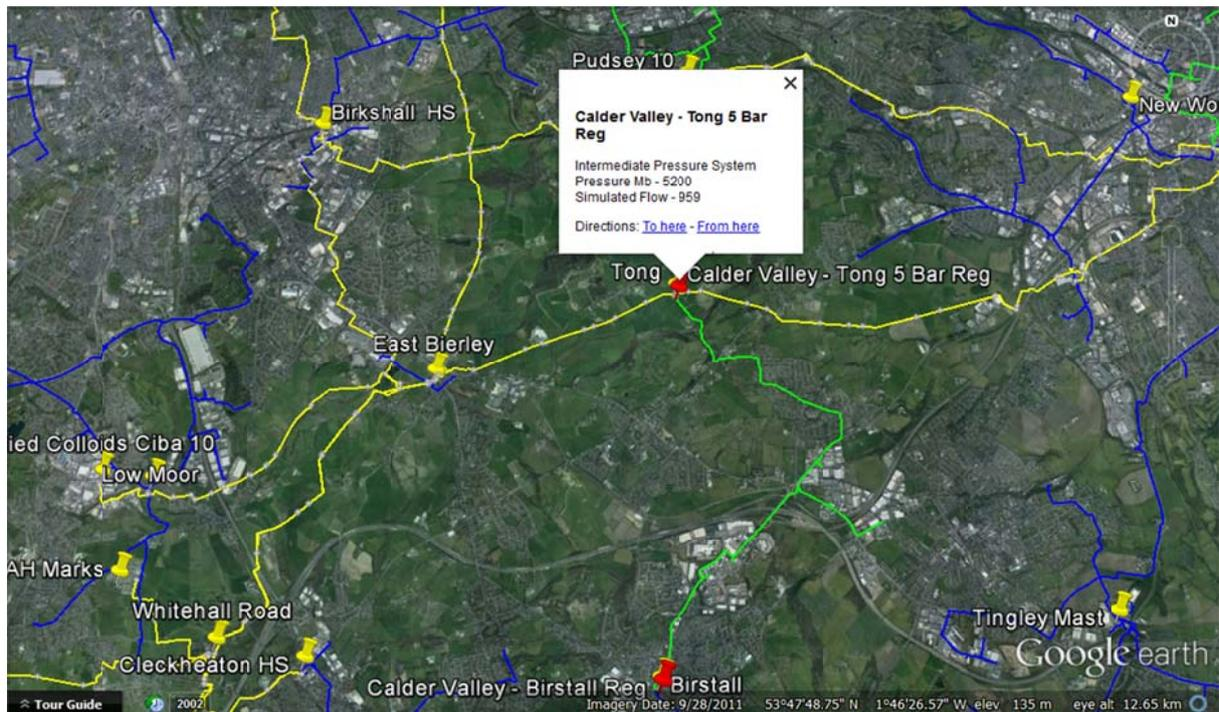 N
Pudsey 10
Birkshall HS
New Wo
Calder Valley - Tong 5 Bar
Reg
Intermediate Pressure System
Pressure Mb - 5200
Simulated Flow - 959
Directions: To here - From here
Tong
Calder Valley - Tong 5 Bar Reg
East Bierley
ied Colloids Ciba 10
Low Moor
AH Marks
Whitehall Road
Cleckheaton HS
Tingley Mast
Google earth
Calder Valley - Birstall Reg
Birstall
Tour Guide
2002
Imagery Date: 9/28/2011 53°47'48.75" N 1°46'26.57" W elev 135 m eye alt 12.65 km